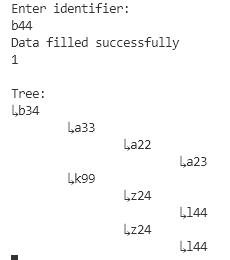 Enter identifier:
b44
Data filled successfully
1
Tree:
↳b34
↳a33
↳a22
↳a23
↳k99
↳z24
↳l44
↳z24
↳l44